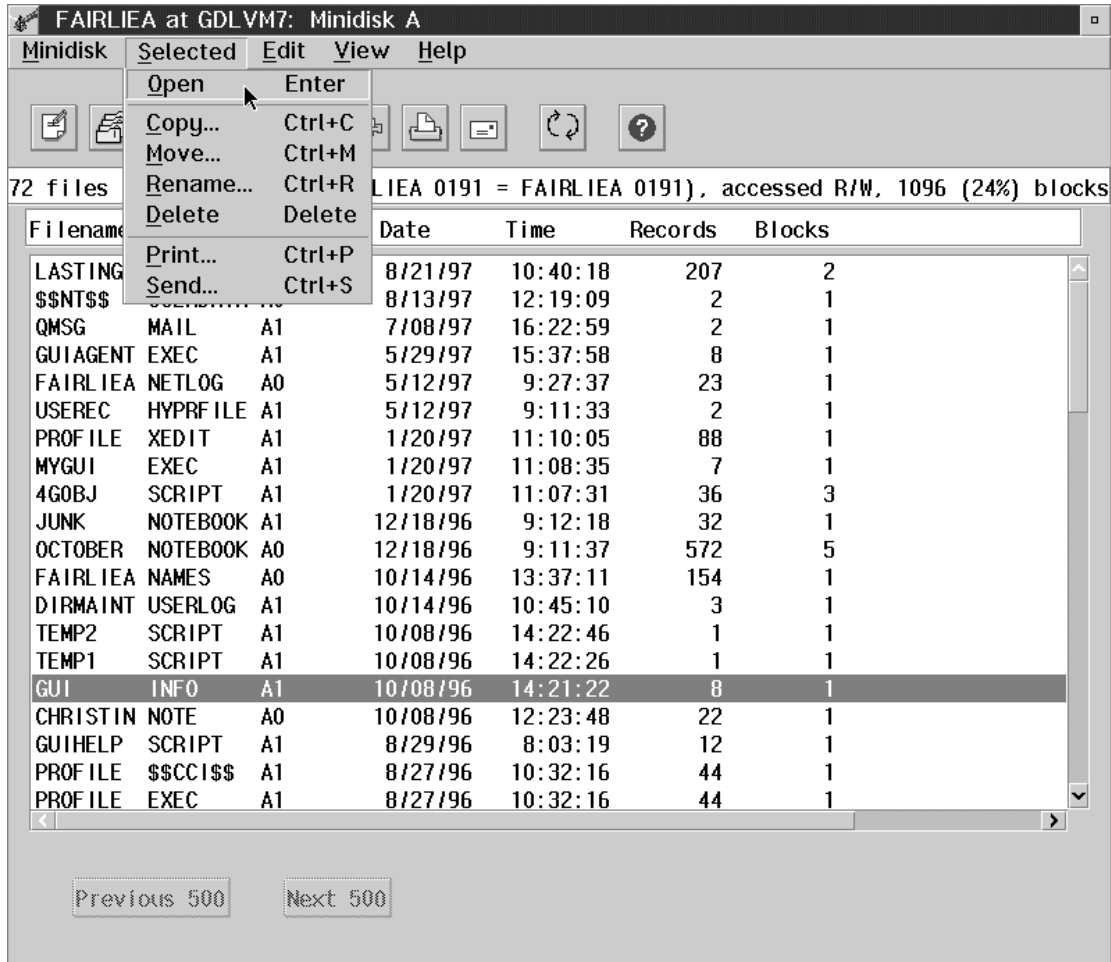 FAIRLIEA at GDLVM7: Minidisk A
Minidisk Selected Edit View Help
Open Enter
Copy... Ctrl+C
Move... Ctrl+M
Rename... Ctrl+R
Delete Delete
Print... Ctrl+P
Send... Ctrl+S
72 files LIEA 0191 = FAIRLIEA 0191), accessed R/W, 1096 (24%) blocks
Filename Date Time Records Blocks
LASTING 8/21/97 10:40:18 207 2
$$NT$$ 8/13/97 12:19:09 2 1
QMSG MAIL A1 7/08/97 16:22:59 2 1
GUIAGENT EXEC A1 5/29/97 15:37:58 8 1
FAIRLIEA NETLOG A0 5/12/97 9:27:37 23 1
USEREC HYPRFILE A1 5/12/97 9:11:33 2 1
PROFILE XEDIT A1 1/20/97 11:10:05 88 1
MYGUI EXEC A1 1/20/97 11:08:35 7 1
4GOBJ SCRIPT A1 1/20/97 11:07:31 36 3
JUNK NOTEBOOK A1 12/18/96 9:12:18 32 1
OCTOBER NOTEBOOK A0 12/18/96 9:11:37 572 5
FAIRLIEA NAMES A0 10/14/96 13:37:11 154 1
DIRMAINT USERLOG A1 10/14/96 10:45:10 3 1
TEMP2 SCRIPT A1 10/08/96 14:22:46 1 1
TEMP1 SCRIPT A1 10/08/96 14:22:26 1 1
GUI INFO A1 10/08/96 14:21:22 8 1
CHRISTIN NOTE A0 10/08/96 12:23:48 22 1
GUIHELP SCRIPT A1 8/29/96 8:03:19 12 1
PROFILE $$CCI$$ A1 8/27/96 10:32:16 44 1
PROFILE EXEC A1 8/27/96 10:32:16 44 1
Previous 500 Next 500